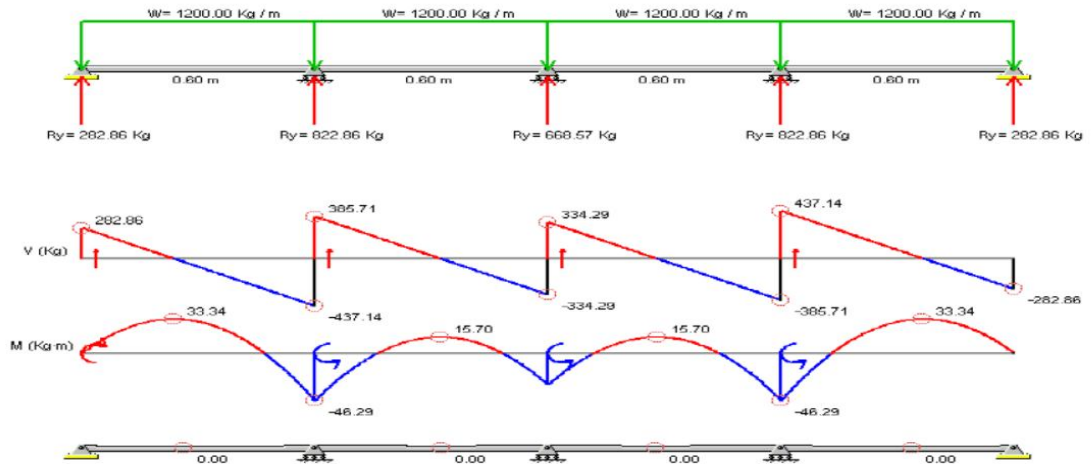 W= 1200.00 Kg / m W= 1200.00 Kg / m W= 1200.00 Kg / m W= 1200.00 Kg / m
0.60 m 0.60 m 0.60 m 0.60 m
Ry= 282.86 Kg Ry= 822.86 Kg Ry= 668.57 Kg Ry= 822.86 Kg Ry= 282.86 Kg
282.86 385.71 334.29 437.14
V (Kg)
-437.14 -334.29 -385.71 -282.86
33.34 15.70 15.70 33.34
M (Kg·m)
-46.29 -46.29
0.00 0.00 0.00 0.00